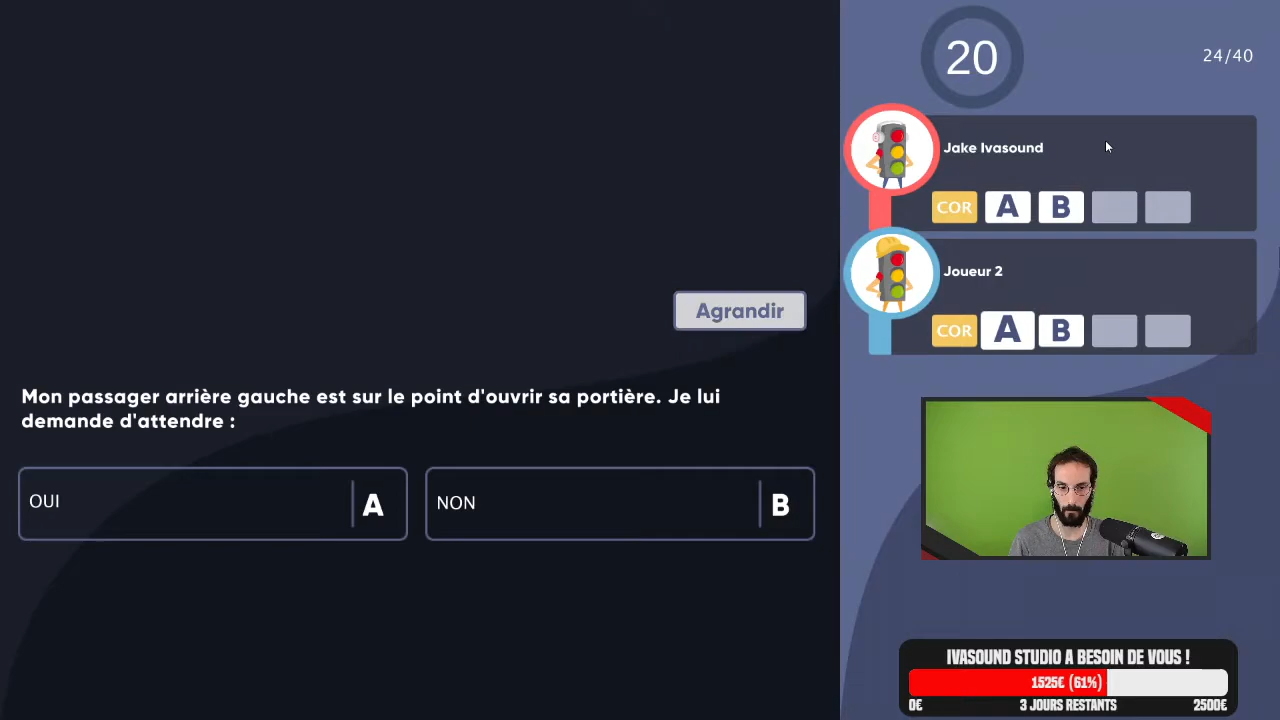 20
24/40
Jake Ivasound
COR A B
Joueur 2
COR A B
Agrandir
Mon passager arrière gauche est sur le point d'ouvrir sa portière. Je lui
demande d'attendre :
OUI A
NON B
IVASOUND STUDIO A BESOIN DE VOUS !
1525€ (61%)
0€ 3 JOURS RESTANTS 2500€